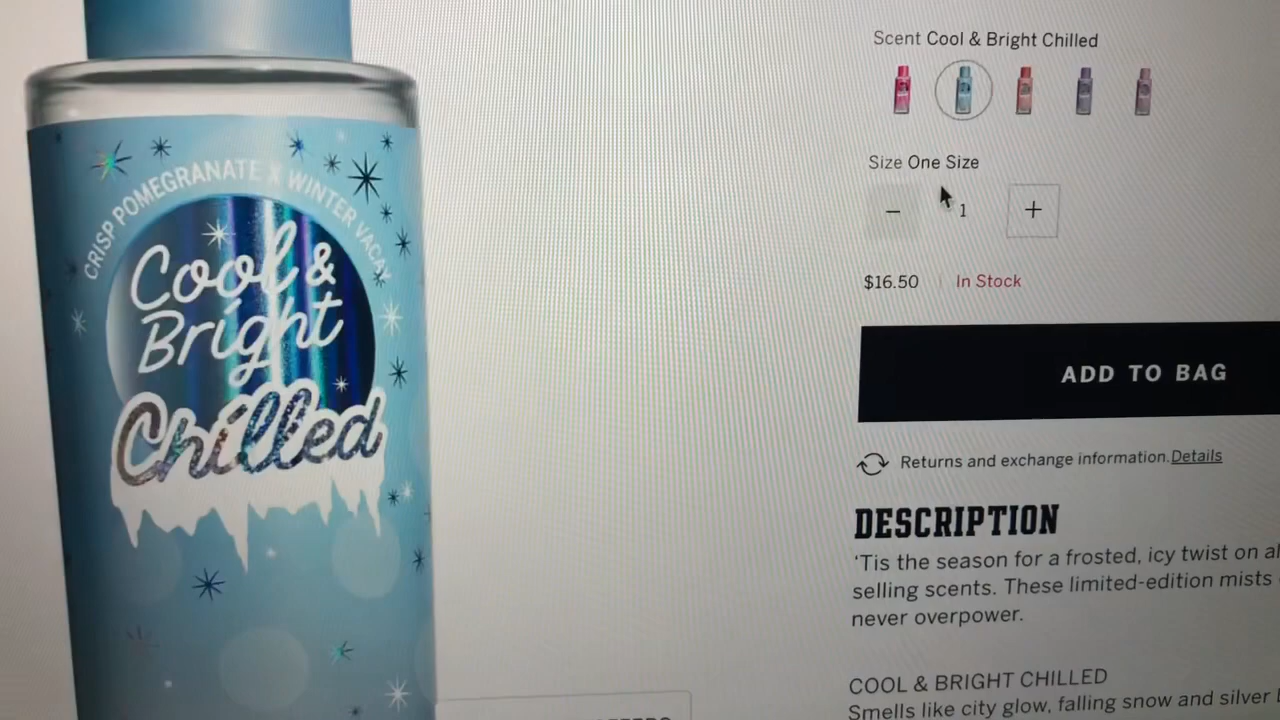 CRISP POMEGRANATE X WINTER VACAY
Cool &
Bright
Chilled
Scent Cool & Bright Chilled
Size One Size
− 1 +
$16.50 | In Stock
ADD TO BAG
Returns and exchange information. Details
DESCRIPTION
'Tis the season for a frosted, icy twist on
selling scents. These limited-edition mists
never overpower.
COOL & BRIGHT CHILLED
Smells like city glow, falling snow and silver